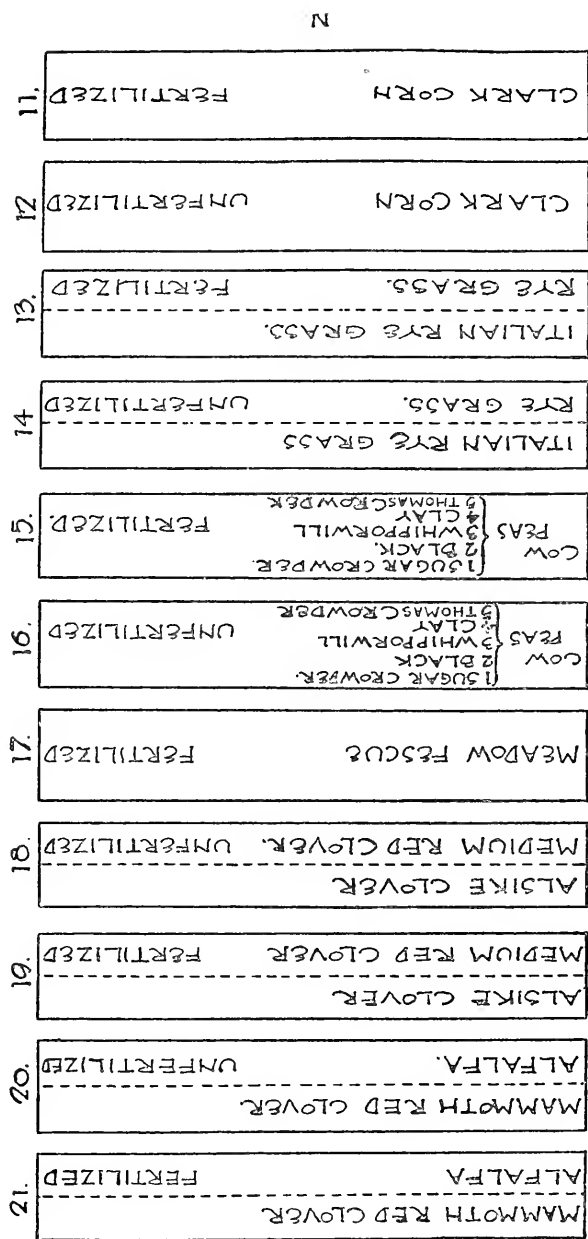 21.
MAMMOTH RED CLOVER.
ALFALFA FERTILIZED
20.
MAMMOTH RED CLOVER.
ALFALFA. UNFERTILIZED
19.
ALSIKE CLOVER
MEDIUM RED CLOVER FERTILIZED
18.
ALSIKE CLOVER
MEDIUM RED CLOVER. UNFERTILIZED
17.
MEADOW FESCUE FERTILIZED
16.
COW PEAS
1 SUGAR CROWDER.
2 BLACK
3 WHIPPORWILL
4 CLAY
5 THOMAS CROWDER
UNFERTILIZED
15.
COW PEAS
1 SUGAR CROWDER.
2 BLACK.
3 WHIPPORWILL
4 CLAY
5 THOMAS CROWDER
FERTILIZED.
14
ITALIAN RYE GRASS
RYE GRASS. UNFERTILIZED
13.
ITALIAN RYE GRASS.
RYE GRASS. FERTILIZED
12
CLARK CORN UNFERTILIZED
11.
CLARK CORN FERTILIZED
N